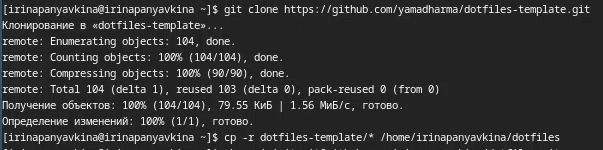 [irinapanyavkina@irinapanyavkina ~]$ git clone https://github.com/yamadharma/dotfiles-template.git
Клонирование в «dotfiles-template»...
remote: Enumerating objects: 104, done.
remote: Counting objects: 100% (104/104), done.
remote: Compressing objects: 100% (90/90), done.
remote: Total 104 (delta 1), reused 103 (delta 0), pack-reused 0 (from 0)
Получение объектов: 100% (104/104), 79.55 КиБ | 1.56 МиБ/с, готово.
Определение изменений: 100% (1/1), готово.
[irinapanyavkina@irinapanyavkina ~]$ cp -r dotfiles-template/* /home/irinapanyavkina/dotfiles